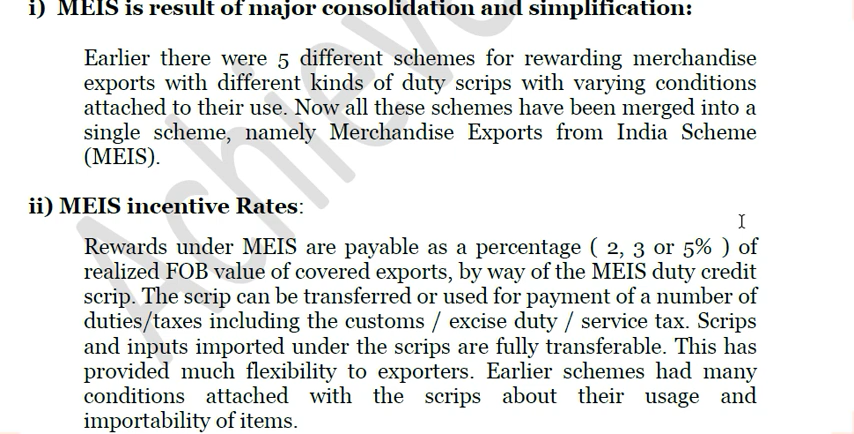 i) MEIS is result of major consolidation and simplification:
Earlier there were 5 different schemes for rewarding merchandise
exports with different kinds of duty scrips with varying conditions
attached to their use. Now all these schemes have been merged into a
single scheme, namely Merchandise Exports from India Scheme
(MEIS).
ii) MEIS incentive Rates:
Rewards under MEIS are payable as a percentage ( 2, 3 or 5% ) of
realized FOB value of covered exports, by way of the MEIS duty credit
scrip. The scrip can be transferred or used for payment of a number of
duties/taxes including the customs / excise duty / service tax. Scrips
and inputs imported under the scrips are fully transferable. This has
provided much flexibility to exporters. Earlier schemes had many
conditions attached with the scrips about their usage and
importability of items.